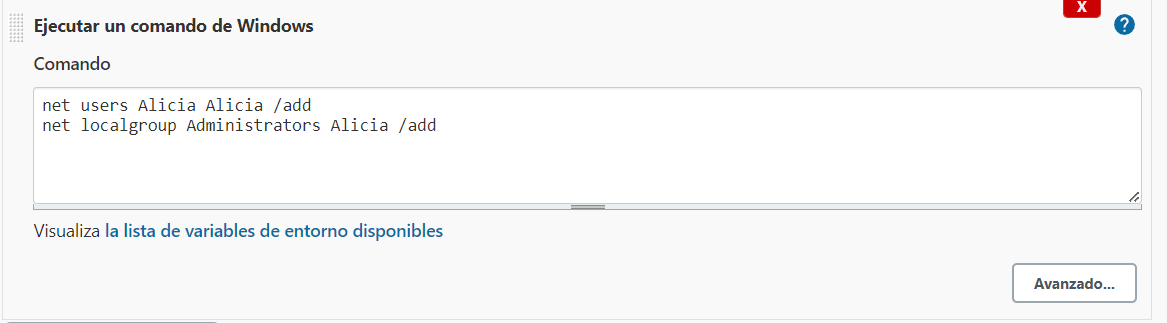 X
Ejecutar un comando de Windows
?
Comando
net users Alicia Alicia /add
net localgroup Administrators Alicia /add
Visualiza la lista de variables de entorno disponibles
Avanzado...